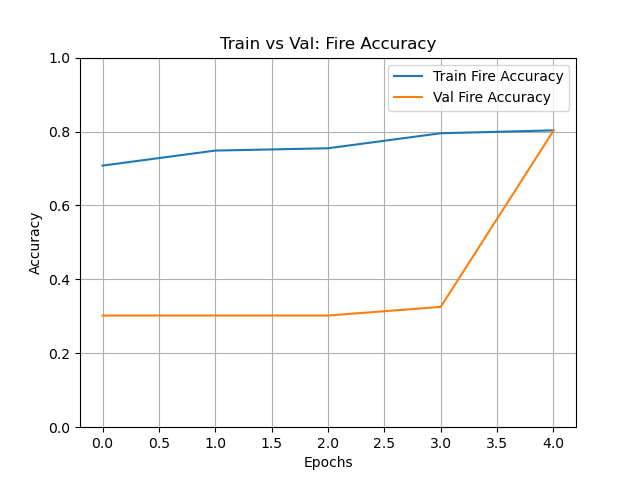 Train vs Val: Fire Accuracy
1.0
Train Fire Accuracy
Val Fire Accuracy
0.8
0.6
Accuracy
0.4
0.2
0.0
0.0 0.5 1.0 1.5 2.0 2.5 3.0 3.5 4.0
Epochs